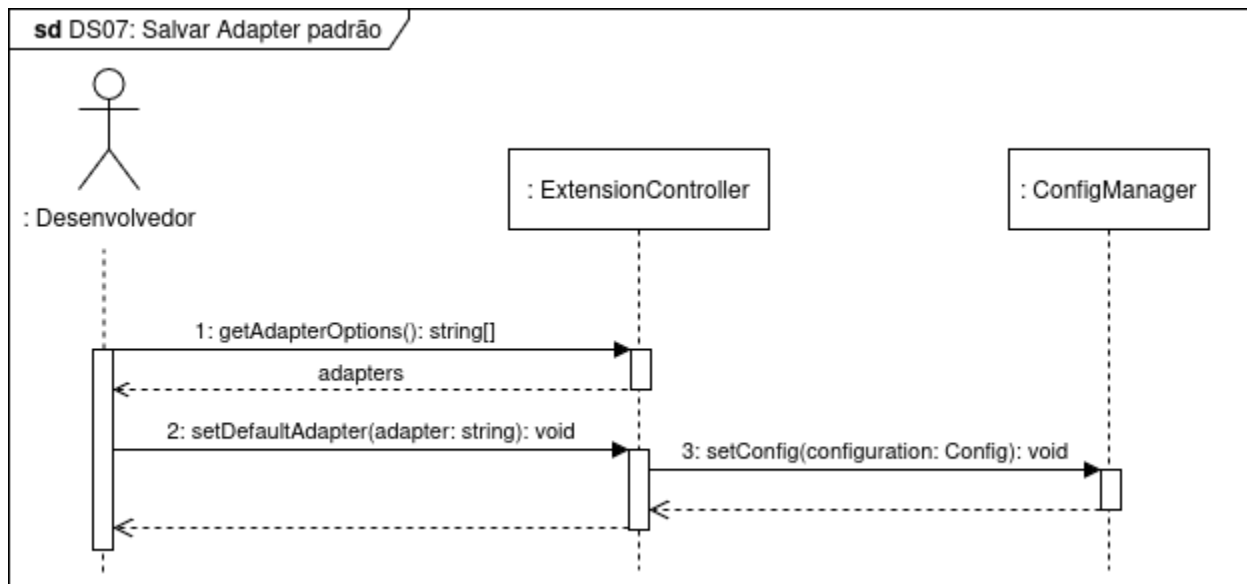 sd DS07: Salvar Adapter padrão
: Desenvolvedor
: ExtensionController
: ConfigManager
1: getAdapterOptions(): string[]
adapters
2: setDefaultAdapter(adapter: string): void
3: setConfig(configuration: Config): void